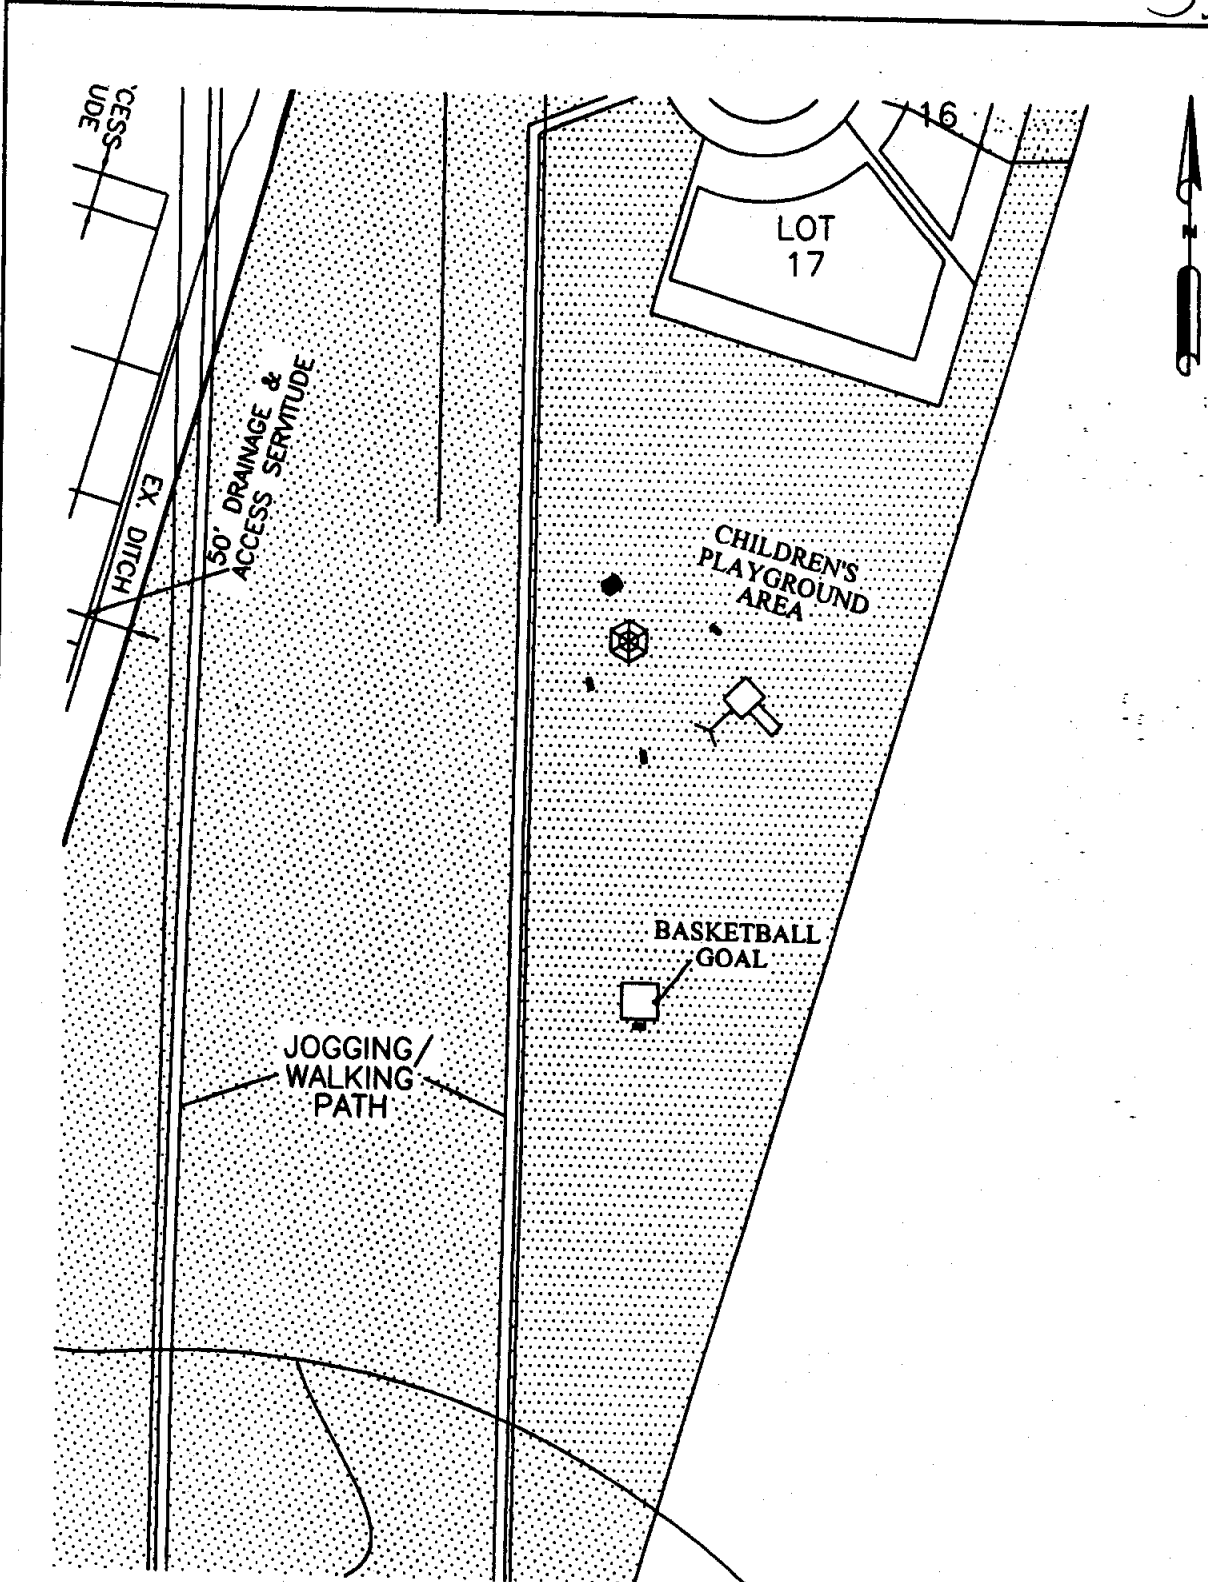 'CESS
UDE
16
LOT
17
N
50' DRAINAGE &
ACCESS SERVITUDE
EX. DITCH
CHILDREN'S
PLAYGROUND
AREA
BASKETBALL
GOAL
JOGGING/
WALKING
PATH